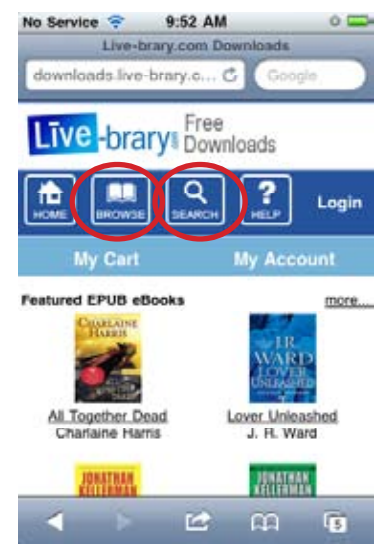 No Service 9:52 AM
Live-brary.com Downloads
downloads.live-brary.c... Google
Līve-brary Free
Downloads
HOME BROWSE SEARCH HELP Login
My Cart My Account
Featured EPUB eBooks more....
CHARLAINE HARRIS
J.R. WARD
LOVER UNLEASHED
All Together Dead Lover Unleashed
Charlaine Harris J. R. Ward
JONATHAN KELLERMAN JONATHAN KELLERMAN
5